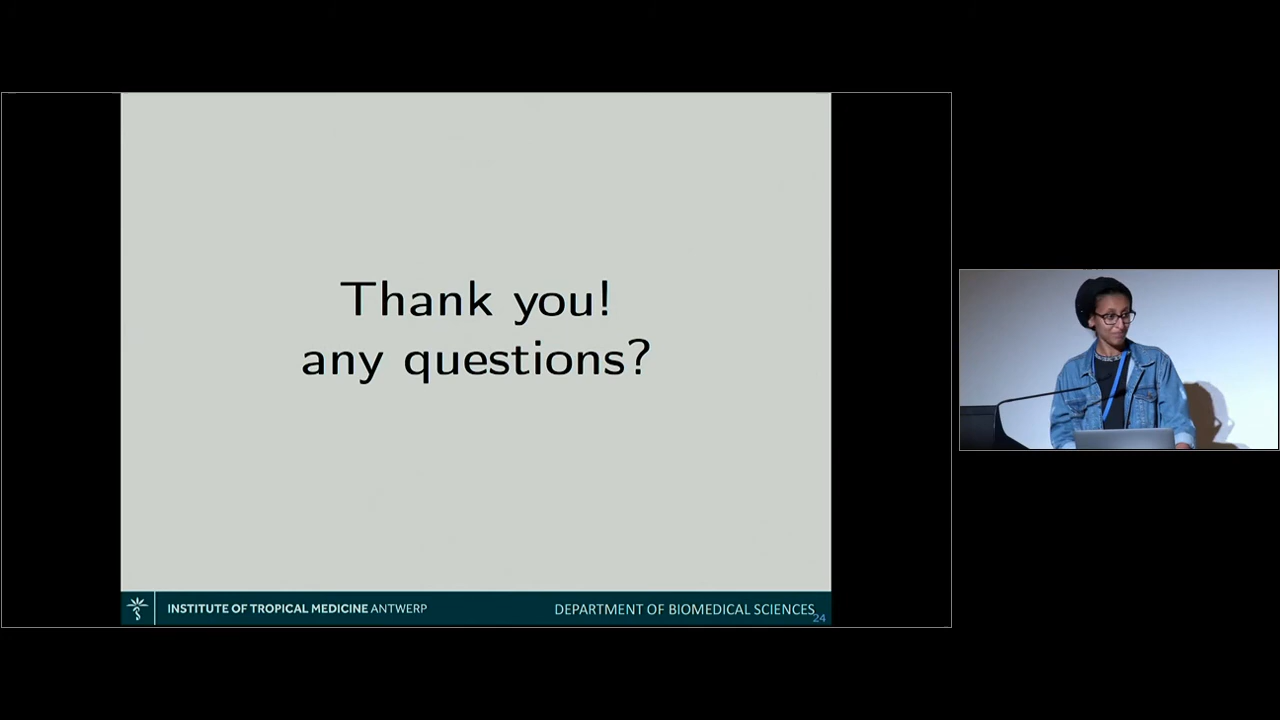 Thank you!
any questions?
INSTITUTE OF TROPICAL MEDICINE ANTWERP
DEPARTMENT OF BIOMEDICAL SCIENCES
24